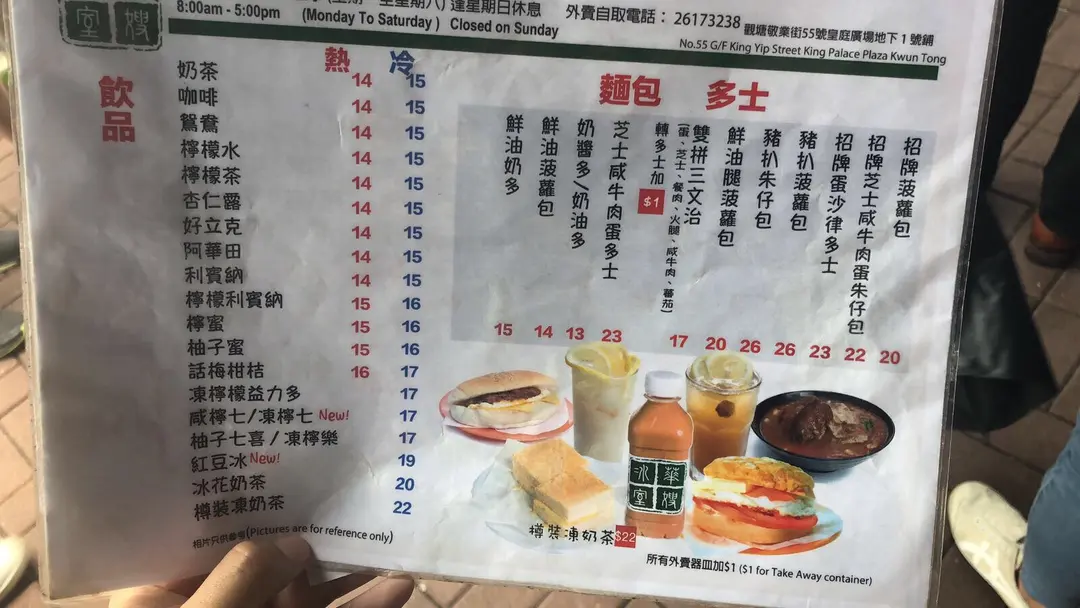 室 嫂
8:00am - 5:00pm (Monday To Saturday ) Closed on Sunday
逢星期日休息 外賣自取電話： 26173238
觀塘敬業街55號皇庭廣場地下 1 號鋪
No.55 G/F King Yip Street King Palace Plaza Kwun Tong
飲品
熱 冷
奶茶 14 15
咖啡 14 15
鴛鴦 14 15
檸檬水 14 15
檸檬茶 14 15
杏仁露 14 15
好立克 14 15
阿華田 14 15
利賓納 14 15
檸檬利賓納 15 16
檸蜜 15 16
柚子蜜 15 16
話梅柑桔 16 17
凍檸檬益力多 17
咸檸七/凍檸七 New! 17
柚子七喜/凍檸樂 17
紅豆冰 New! 19
冰花奶茶 20
樽裝凍奶茶 22
相片只供參考(Pictures are for reference only)
麵包 多士
招牌菠蘿包 20
招牌芝士咸牛肉蛋朱仔包 22
招牌蛋沙律多士 23
豬扒菠蘿包 26
豬扒朱仔包 26
鮮油腿菠蘿包 20
雙拼三文治 17
(蛋、芝士、餐肉、火腿、咸牛肉、蕃茄)
轉多士加 $1
芝士咸牛肉蛋多士 23
奶醬多/奶油多 13
鮮油菠蘿包 14
鮮油奶多 15
冰 華
室 嫂
樽裝凍奶茶 $22
所有外賣器皿加$1 ($1 for Take Away container)